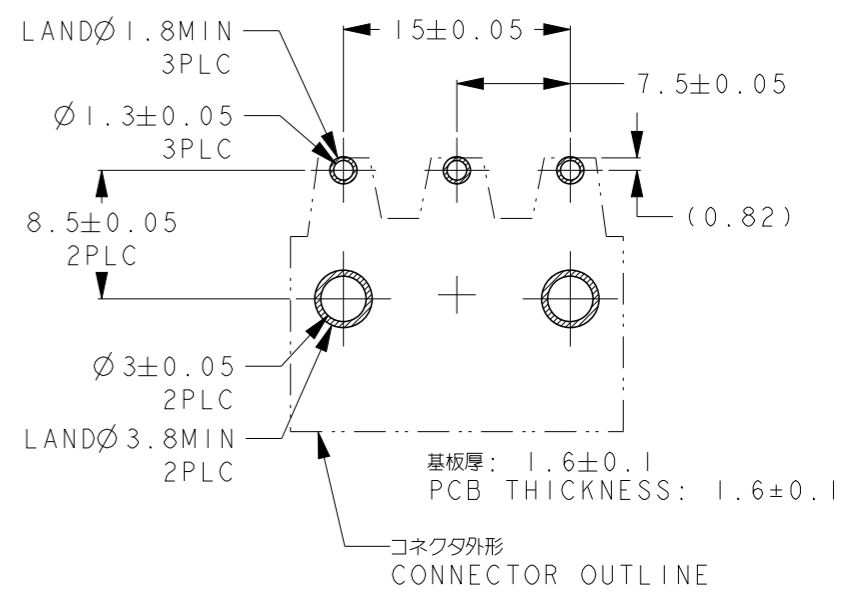 LANDØ1.8MIN
3PLC
15±0.05
7.5±0.05
Ø1.3±0.05
3PLC
8.5±0.05
2PLC
(0.82)
Ø3±0.05
2PLC
LANDØ3.8MIN
2PLC
基板厚: 1.6±0.1
PCB THICKNESS: 1.6±0.1
コネクタ外形
CONNECTOR OUTLINE